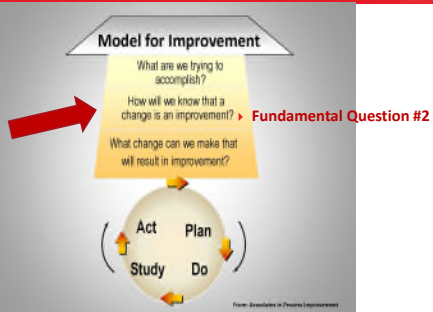 Model for Improvement
What are we trying to
accomplish?
How will we know that a
change is an improvement?
Fundamental Question #2
What change can we make that
will result in improvement?
Act
Plan
Study
Do
From: Associates in Process Improvement